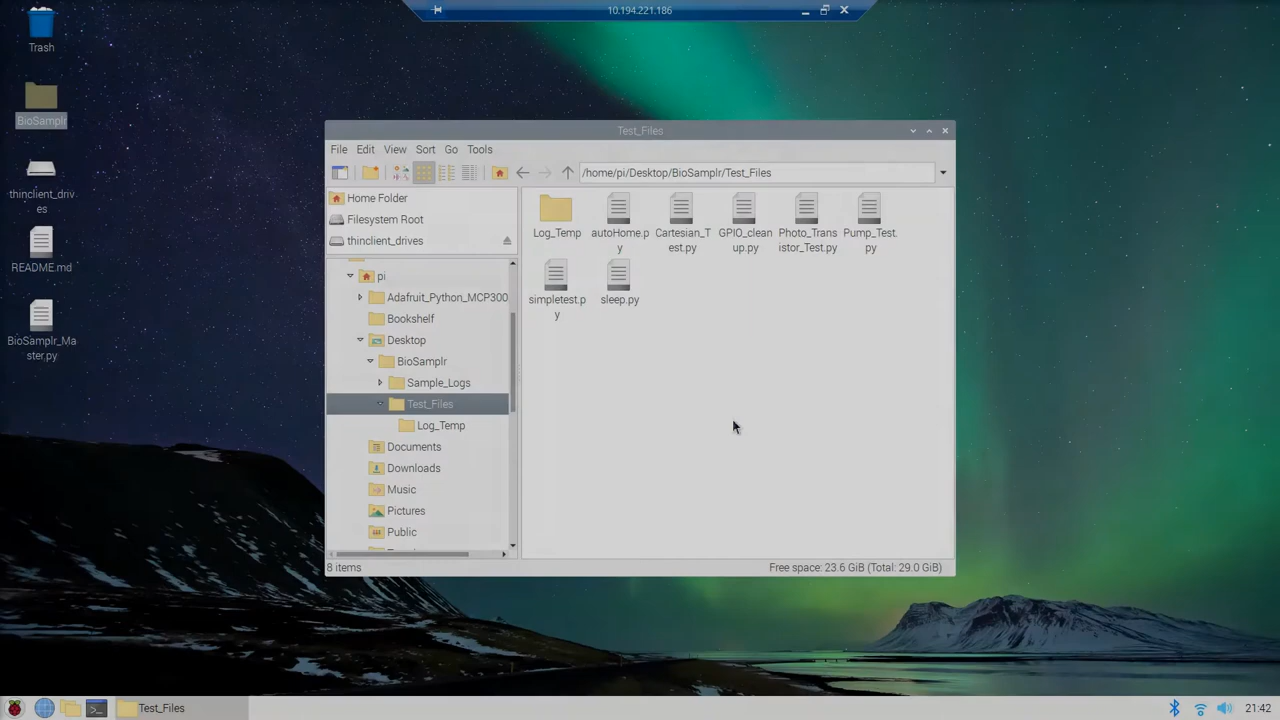 10.194.221.186
Trash
BioSamplr
thinclient_driv
es
README.md
BioSamplr_Ma
ster.py
Test_Files
File Edit View Sort Go Tools
/home/pi/Desktop/BioSamplr/Test_Files
Home Folder
Filesystem Root
thinclient_drives
pi
Adafruit_Python_MCP300
Bookshelf
Desktop
BioSamplr
Sample_Logs
Test_Files
Log_Temp
Documents
Downloads
Music
Pictures
Public
Log_Temp
autoHome.p
y
Cartesian_T
est.py
GPIO_clean
up.py
Photo_Trans
istor_Test.py
Pump_Test.
py
simpletest.p
y
sleep.py
8 items
Free space: 23.6 GiB (Total: 29.0 GiB)
Test_Files
21:42